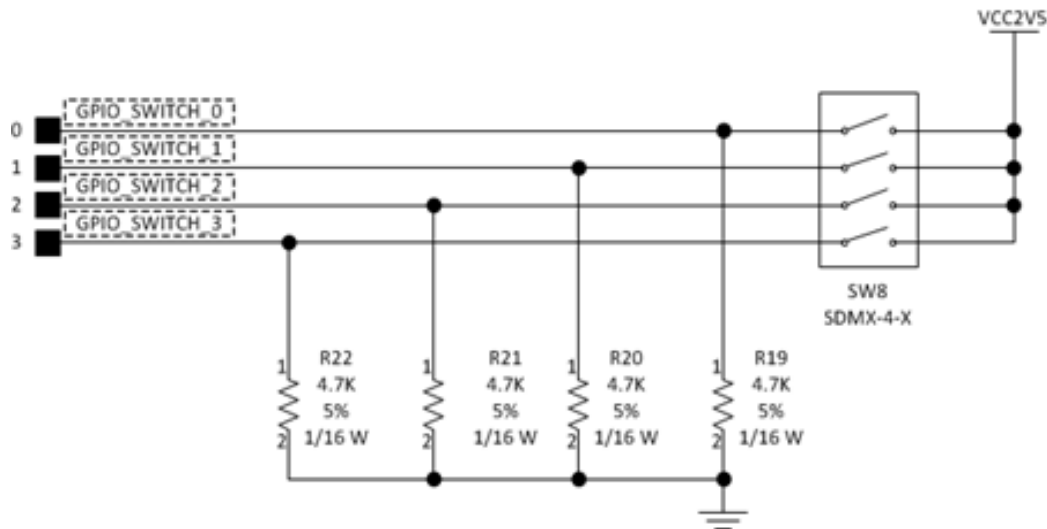 VCC2V5
GPIO_SWITCH_0
0
GPIO_SWITCH_1
1
GPIO_SWITCH_2
2
GPIO_SWITCH_3
3
SW8
SDMX-4-X
1 R22 1 R21 1 R20 1 R19
4.7K 4.7K 4.7K 4.7K
5% 5% 5% 5%
2 1/16 W 2 1/16 W 2 1/16 W 2 1/16 W